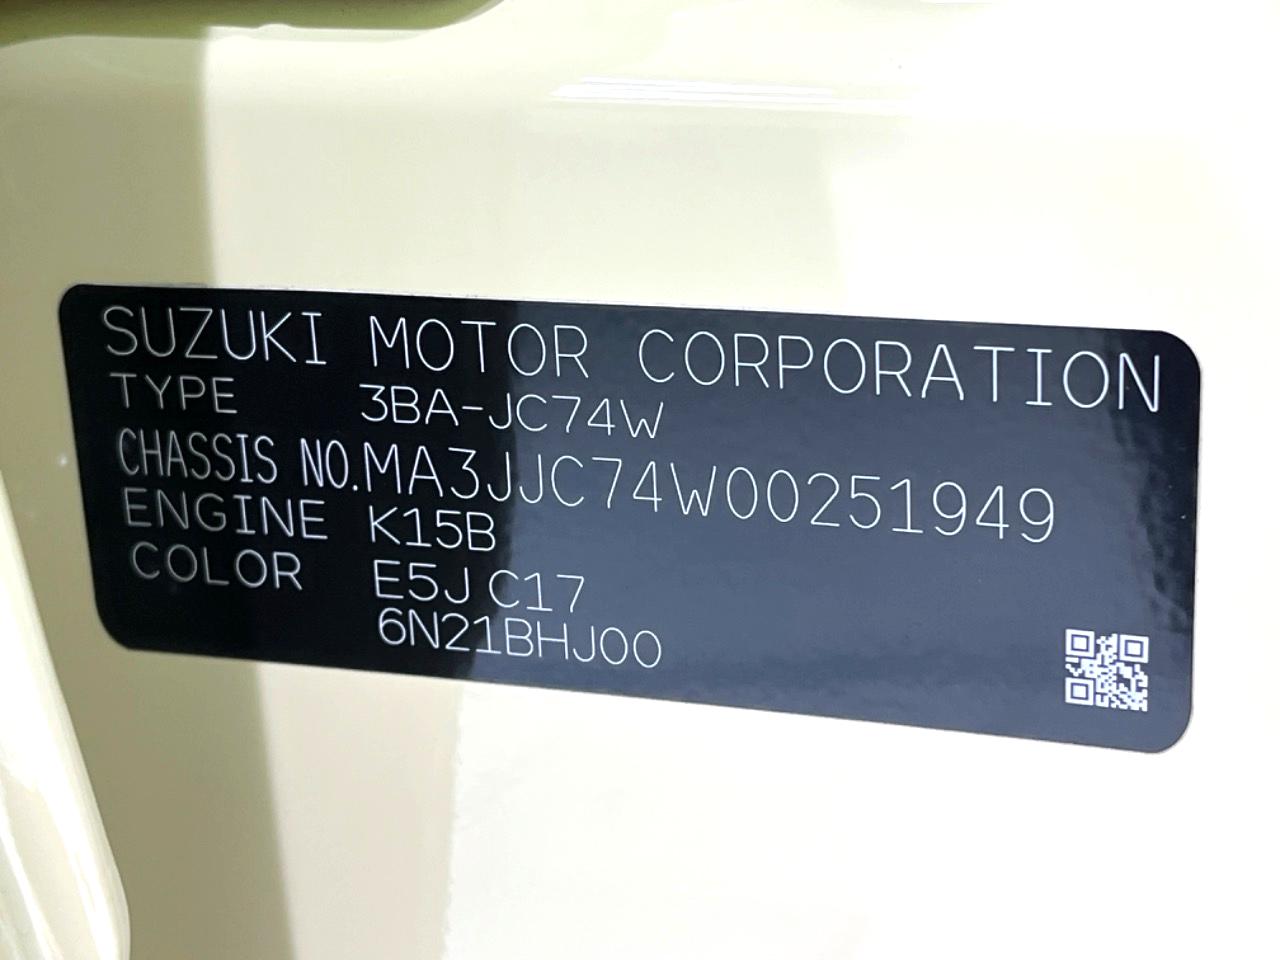 SUZUKI MOTOR CORPORATION
TYPE 3BA-JC74W
CHASSIS NO.MA3JJC74W00251949
ENGINE K15B
COLOR E5J C17
6N21BHJ00